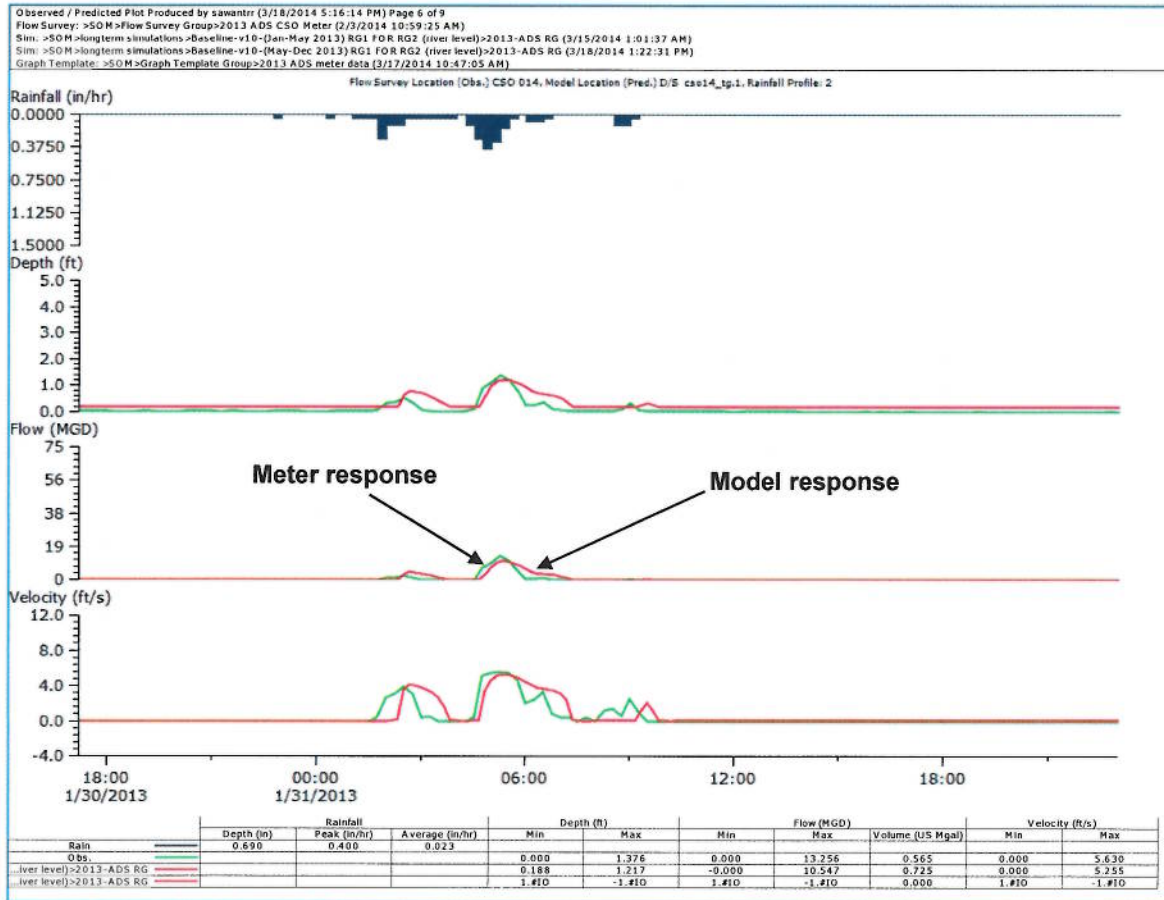 Observed / Predicted Plot Produced by sawantrr (3/18/2014 5:16:14 PM) Page 6 of 9
Flow Survey: >SOM>Flow Survey Group>2013 ADS CSO Meter (2/3/2014 10:59:25 AM)
Sim: >SOM>longterm simulations>Baseline-v10-(Jan-May 2013) RG1 FOR RG2 (river level)>2013-ADS RG (3/15/2014 1:01:37 AM)
Sim: >SOM>longterm simulations>Baseline-v10-(May-Dec 2013) RG1 FOR RG2 (river level)>2013-ADS RG (3/18/2014 1:22:31 PM)
Graph Template: >SOM>Graph Template Group>2013 ADS meter data (3/17/2014 10:47:05 AM)
Flow Survey Location (Obs.) CSO 014, Model Location (Pred.) D/S cso14_tg.1, Rainfall Profile: 2
Rainfall (in/hr)
0.0000
0.3750
0.7500
1.1250
1.5000
Depth (ft)
5.0
4.0
3.0
2.0
1.0
0.0
Flow (MGD)
75
56
38
19
0
Meter response
Model response
Velocity (ft/s)
12.0
8.0
4.0
0.0
-4.0
18:00 00:00 06:00 12:00 18:00
1/30/2013 1/31/2013
Rainfall Depth (ft) Flow (MGD) Velocity (ft/s)
Depth (in) Peak (in/hr) Average (in/hr) Min Max Min Max Volume (US Mgal) Min Max
Rain 0.690 0.400 0.023
Obs. 0.000 1.376 0.000 13.256 0.565 0.000 5.630
...iver level)>2013-ADS RG 0.188 1.217 -0.000 10.547 0.725 0.000 5.255
...iver level)>2013-ADS RG 1.#IO -1.#IO 1.#IO -1.#IO 0.000 1.#IO -1.#IO